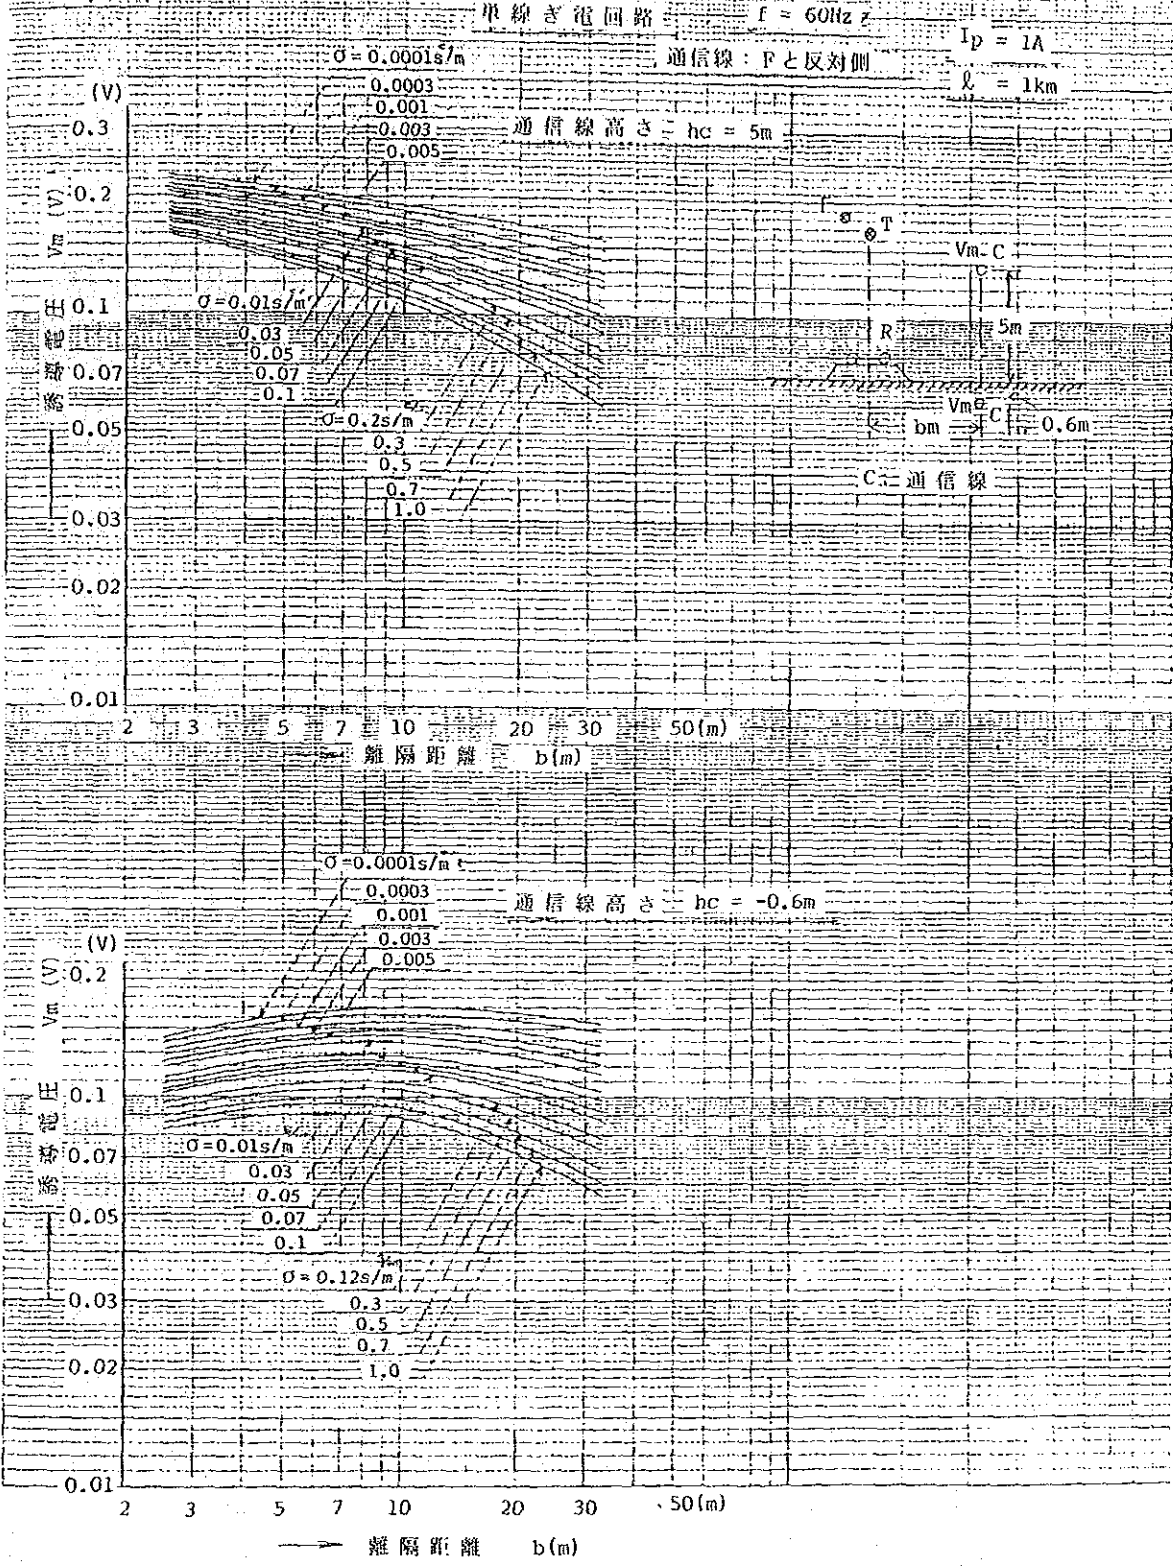 単線ぎ電回路 f = 60Hz
Ip = 1A
通信線：Fと反対側
ℓ = 1km
σ=0.0001s/m
0.0003
0.001
0.003
0.005
通信線高さ hc = 5m
(V)
0.3
0.2
0.1
0.07
0.05
0.03
0.02
0.01
誘導電圧 Vm (V)
σ=0.01s/m
0.03
0.05
0.07
0.1
σ=0.2s/m
0.3
0.5
0.7
1.0
T
Vm C
5m
R
Vm C
bm
0.6m
C 通信線
2 3 5 7 10 20 30 50(m)
離隔距離 b(m)
σ=0.0001s/m
0.0003
0.001
0.003
0.005
通信線高さ hc = -0.6m
(V)
0.2
0.1
0.07
0.05
0.03
0.02
0.01
誘導電圧 Vm (V)
σ=0.01s/m
0.03
0.05
0.07
0.1
σ=0.12s/m
0.3
0.5
0.7
1.0
2 3 5 7 10 20 30 50(m)
離隔距離 b(m)